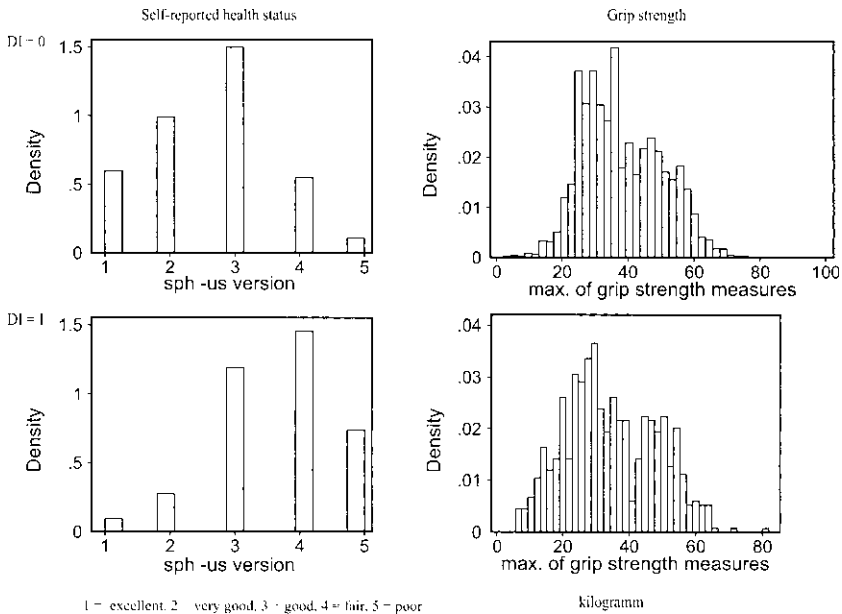 Self-reported health status
Grip strength
DI = 0
1.5
1
.5
0
Density
1 2 3 4 5
sph -us version
.04
.03
.02
.01
0
Density
0 20 40 60 80 100
max. of grip strength measures
DI = 1
1.5
1
.5
0
Density
1 2 3 4 5
sph -us version
.04
.03
.02
.01
0
Density
0 20 40 60 80
max. of grip strength measures
1 = excellent, 2 very good, 3 · good, 4 = fair, 5 = poor
kilogramm